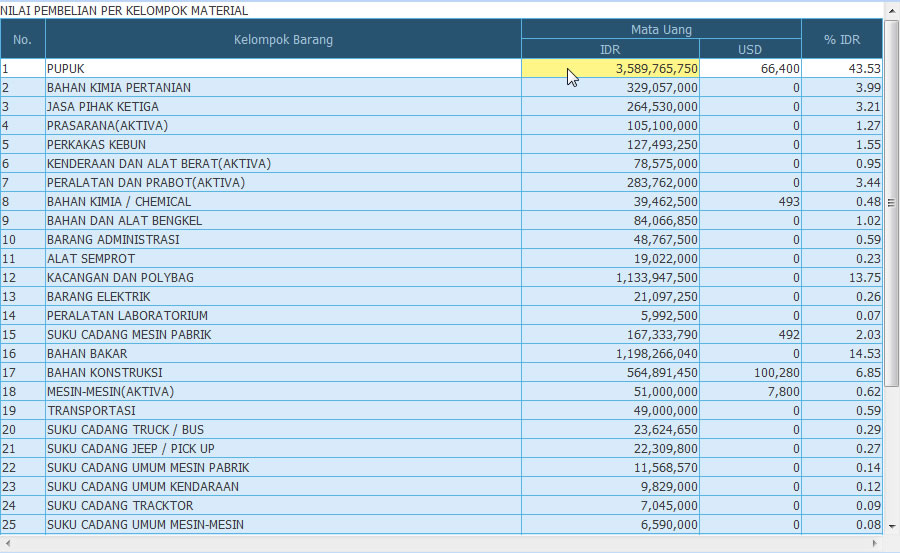 NILAI PEMBELIAN PER KELOMPOK MATERIAL
No. Kelompok Barang Mata Uang % IDR
IDR USD
1 PUPUK 3,589,765,750 66,400 43.53
2 BAHAN KIMIA PERTANIAN 329,057,000 0 3.99
3 JASA PIHAK KETIGA 264,530,000 0 3.21
4 PRASARANA(AKTIVA) 105,100,000 0 1.27
5 PERKAKAS KEBUN 127,493,250 0 1.55
6 KENDERAAN DAN ALAT BERAT(AKTIVA) 78,575,000 0 0.95
7 PERALATAN DAN PRABOT(AKTIVA) 283,762,000 0 3.44
8 BAHAN KIMIA / CHEMICAL 39,462,500 493 0.48
9 BAHAN DAN ALAT BENGKEL 84,066,850 0 1.02
10 BARANG ADMINISTRASI 48,767,500 0 0.59
11 ALAT SEMPROT 19,022,000 0 0.23
12 KACANGAN DAN POLYBAG 1,133,947,500 0 13.75
13 BARANG ELEKTRIK 21,097,250 0 0.26
14 PERALATAN LABORATORIUM 5,992,500 0 0.07
15 SUKU CADANG MESIN PABRIK 167,333,790 492 2.03
16 BAHAN BAKAR 1,198,266,040 0 14.53
17 BAHAN KONSTRUKSI 564,891,450 100,280 6.85
18 MESIN-MESIN(AKTIVA) 51,000,000 7,800 0.62
19 TRANSPORTASI 49,000,000 0 0.59
20 SUKU CADANG TRUCK / BUS 23,624,650 0 0.29
21 SUKU CADANG JEEP / PICK UP 22,309,800 0 0.27
22 SUKU CADANG UMUM MESIN PABRIK 11,568,570 0 0.14
23 SUKU CADANG UMUM KENDARAAN 9,829,000 0 0.12
24 SUKU CADANG TRACKTOR 7,045,000 0 0.09
25 SUKU CADANG UMUM MESIN-MESIN 6,590,000 0 0.08